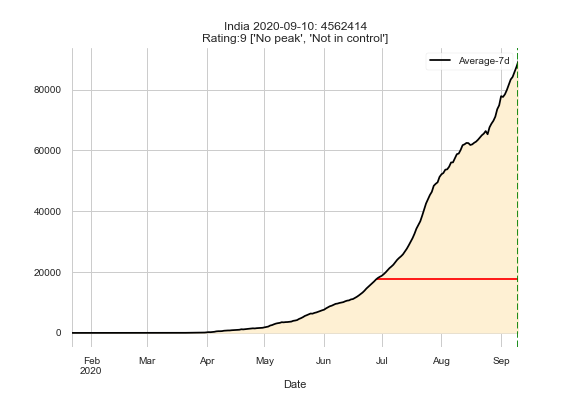 India 2020-09-10: 4562414
Rating:9 ['No peak', 'Not in control']
Average-7d
80000
60000
40000
20000
0
Feb Mar Apr May Jun Jul Aug Sep
2020
Date